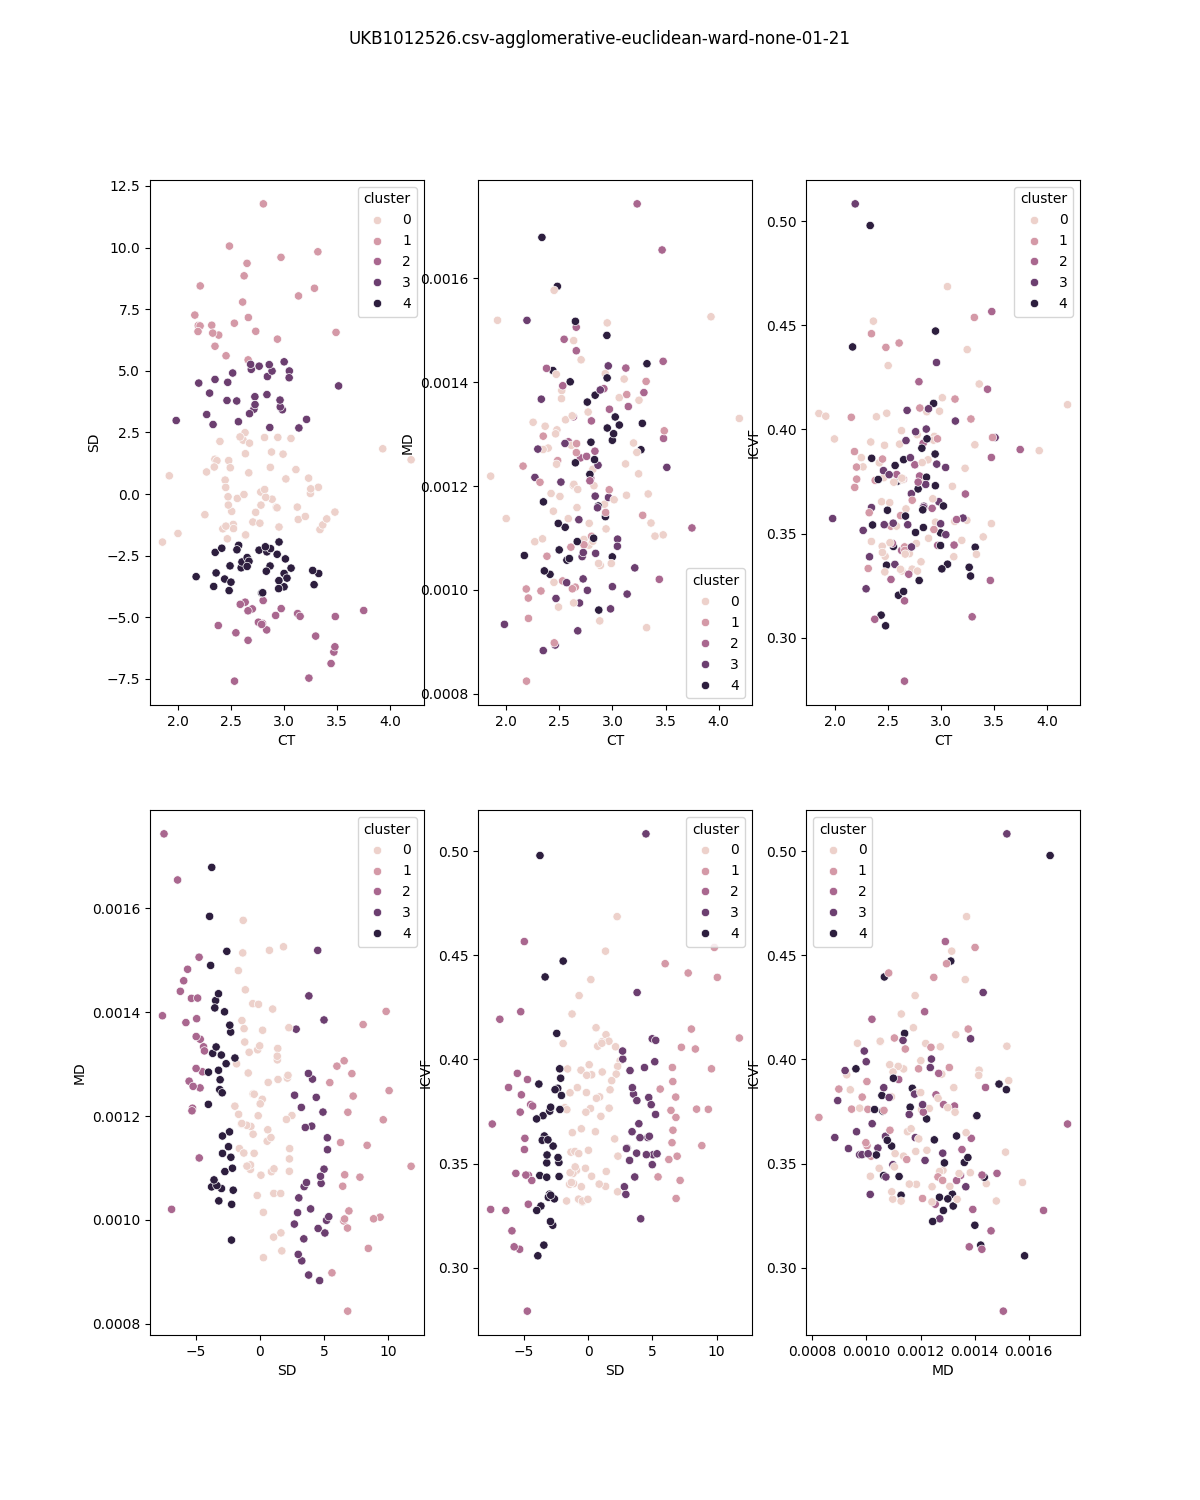 UKB1012526.csv-agglomerative-euclidean-ward-none-01-21
12.5
10.0
7.5
5.0
2.5
0.0
−2.5
−5.0
−7.5
SD
2.0 2.5 3.0 3.5 4.0
CT
cluster
0
1
2
3
4
0.0016
0.0014
0.0012
0.0010
0.0008
MD
2.0 2.5 3.0 3.5 4.0
CT
cluster
0
1
2
3
4
0.50
0.45
0.40
0.35
0.30
ICVF
2.0 2.5 3.0 3.5 4.0
CT
cluster
0
1
2
3
4
0.0016
0.0014
0.0012
0.0010
0.0008
MD
−5 0 5 10
SD
cluster
0
1
2
3
4
0.50
0.45
0.40
0.35
0.30
ICVF
−5 0 5 10
SD
cluster
0
1
2
3
4
0.50
0.45
0.40
0.35
0.30
ICVF
0.0008 0.0010 0.0012 0.0014 0.0016
MD
cluster
0
1
2
3
4